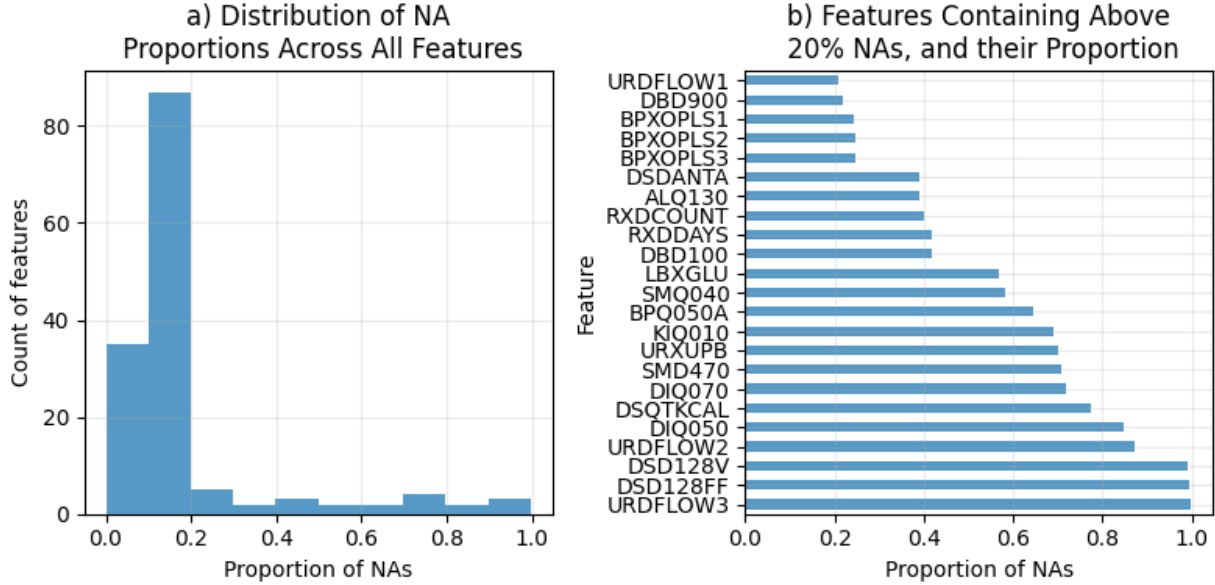 a) Distribution of NA
Proportions Across All Features
80
60
40
20
0
Count of features
0.0 0.2 0.4 0.6 0.8 1.0
Proportion of NAs
b) Features Containing Above
20% NAs, and their Proportion
URDFLOW1
DBD900
BPXOPLS1
BPXOPLS2
BPXOPLS3
DSDANTA
ALQ130
RXDCOUNT
RXDDAYS
DBD100
LBXGLU
SMQ040
BPQ050A
KIQ010
URXUPB
SMD470
DIQ070
DSQTKCAL
DIQ050
URDFLOW2
DSD128V
DSD128FF
URDFLOW3
Feature
0.0 0.2 0.4 0.6 0.8 1.0
Proportion of NAs